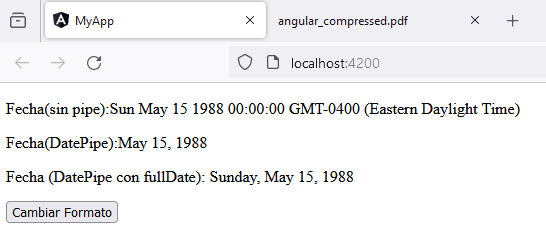 MyApp
angular_compressed.pdf
localhost:4200
Fecha(sin pipe):Sun May 15 1988 00:00:00 GMT-0400 (Eastern Daylight Time)
Fecha(DatePipe):May 15, 1988
Fecha (DatePipe con fullDate): Sunday, May 15, 1988
Cambiar Formato